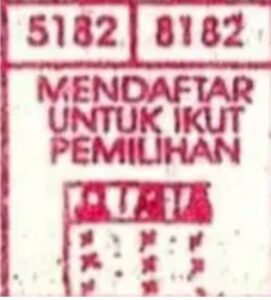 5182 8182
MENDAFTAR
UNTUK IKUT
PEMILIHAN